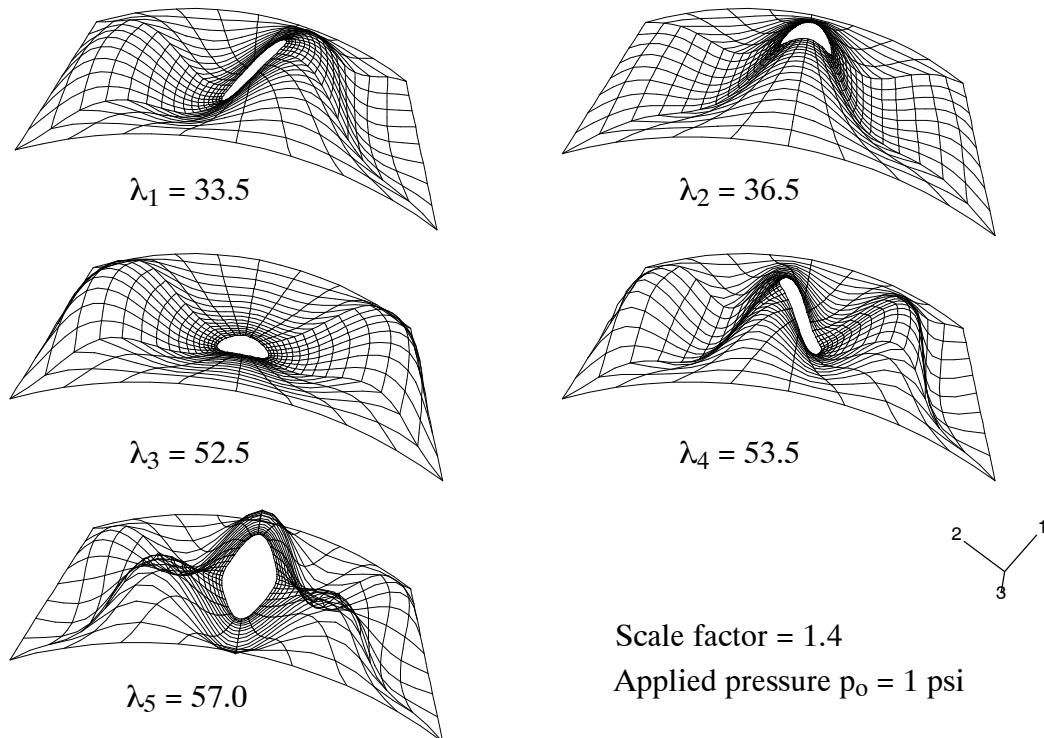 λ1 = 33.5
λ2 = 36.5
λ3 = 52.5
λ4 = 53.5
λ5 = 57.0
2
1
3
Scale factor = 1.4
Applied pressure po = 1 psi